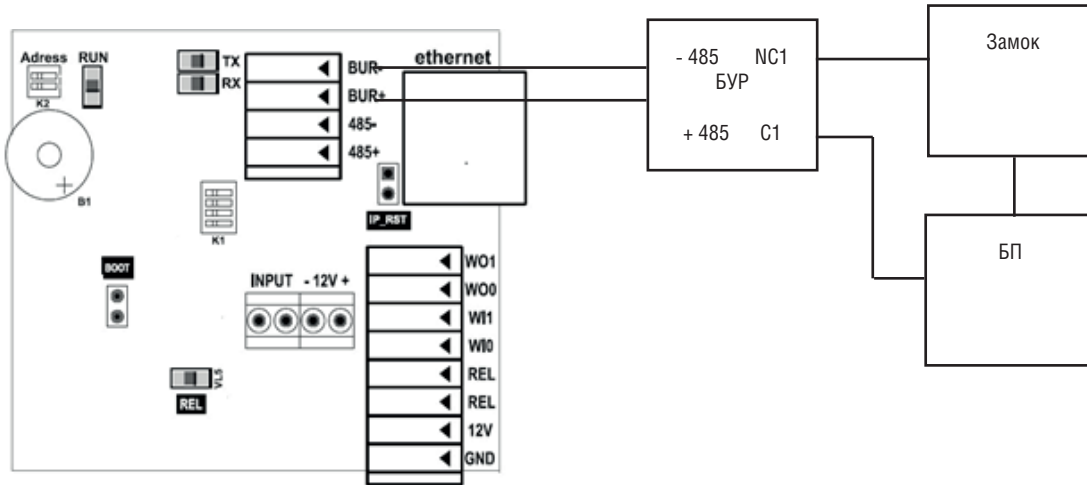 Adress RUN
K2
B1
TX
RX
BUR-
BUR+
485-
485+
ethernet
IP_RST
K1
BOOT
INPUT - 12V +
VL5
REL
WO1
WO0
WI1
WI0
REL
REL
12V
GND
- 485 NC1
БУР
+ 485 C1
Замок
БП